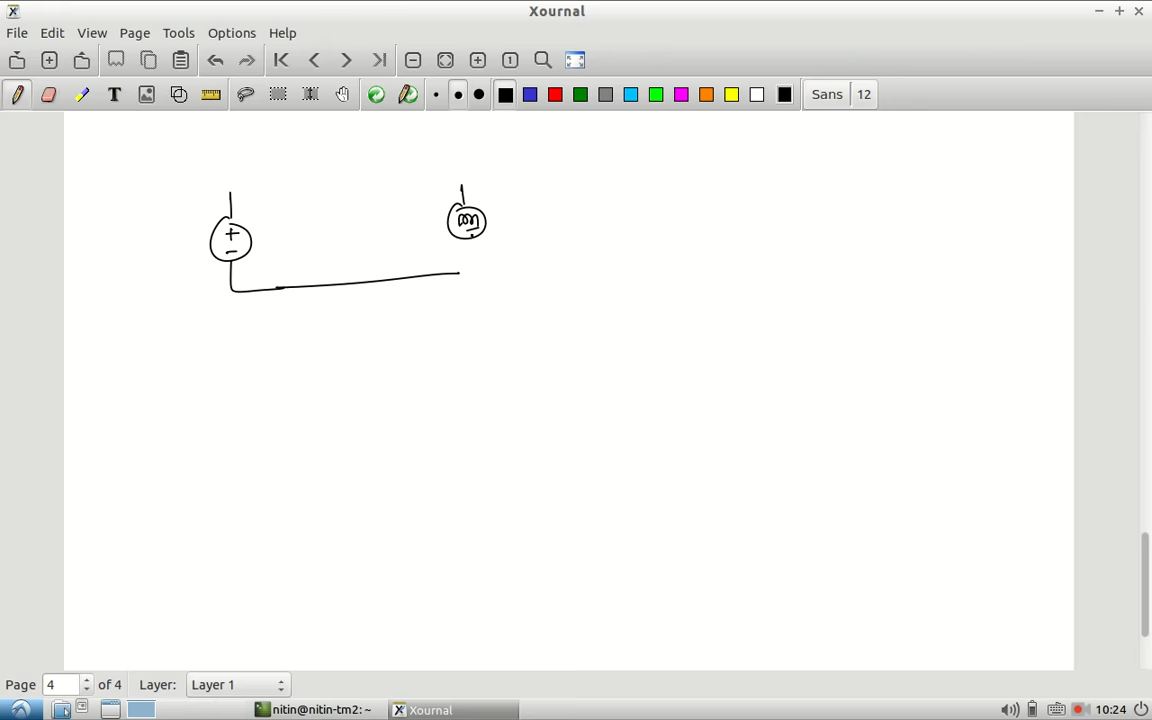 Xournal
File Edit View Page Tools Options Help
Sans 12
+
m
Page 4 of 4 Layer: Layer 1
nitin@nitin-tm2: ~ Xournal 10:24